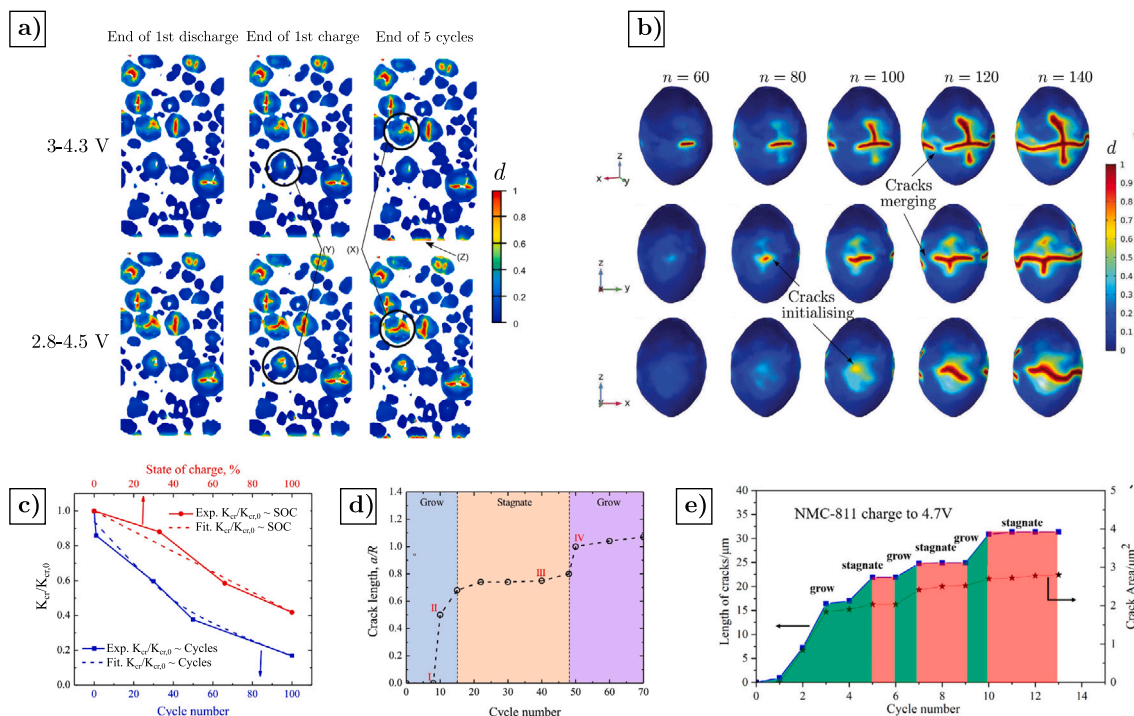 a)
End of 1st discharge End of 1st charge End of 5 cycles
3-4.3 V
2.8-4.5 V
(Y)
(X)
(Z)
d
1
0.8
0.6
0.4
0.2
0
b)
n = 60 n = 80 n = 100 n = 120 n = 140
z
x y
Cracks
merging
z
y
Cracks
initialising
z
x
d
1
0.9
0.8
0.7
0.6
0.5
0.4
0.3
0.2
0.1
0
c)
State of charge, %
0 20 40 60 80 100
Exp. Kcr/Kcr,0 ~ SOC
Fit. Kcr/Kcr,0 ~ SOC
Kcr/Kcr,0
1.0
0.8
0.6
0.4
0.2
0.0
Exp. Kcr/Kcr,0 ~ Cycles
Fit. Kcr/Kcr,0 ~ Cycles
0 20 40 60 80 100
Cycle number
d)
Grow Stagnate Grow
Crack length, a/R
1.4
1.2
1.0
0.8
0.6
0.4
0.2
0.0
I
II
III
IV
0 10 20 30 40 50 60 70
Cycle number
e)
NMC-811 charge to 4.7V
Length of cracks/μm
40
35
30
25
20
15
10
5
0
grow
stagnate
grow
stagnate
grow
stagnate
5
4
3
2
1
0
Crack Area/μm²
0 2 4 6 8 10 12 14
Cycle number